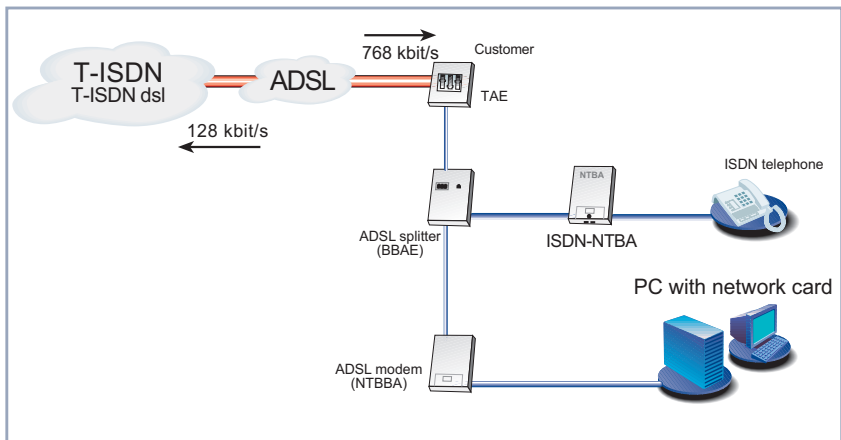 768 kbit/s
Customer
T-ISDN
T-ISDN dsl
ADSL
TAE
128 kbit/s
NTBA
ISDN telephone
ADSL splitter
(BBAE)
ISDN-NTBA
PC with network card
ADSL modem
(NTBBA)